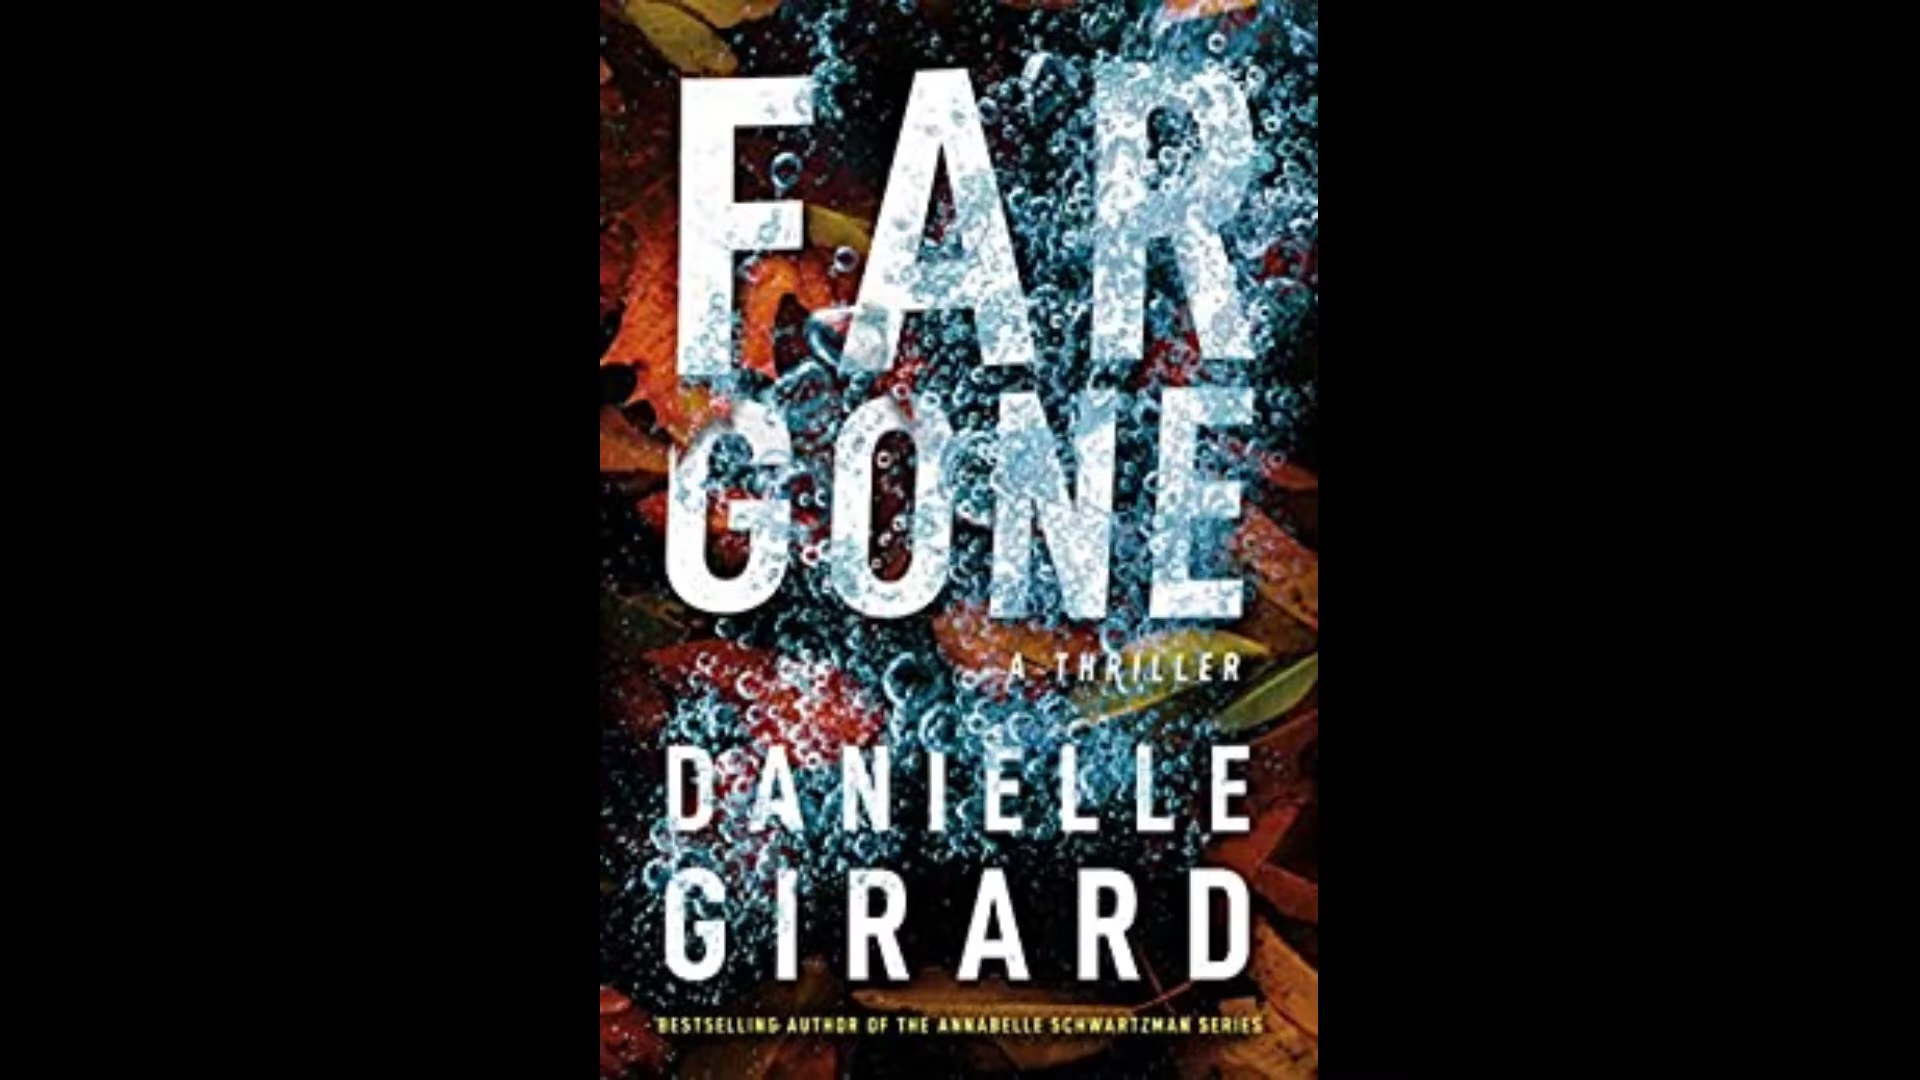 FAR
GONE
A THRILLER
DANIELLE
GIRARD
BESTSELLING AUTHOR OF THE ANNABELLE SCHWARTZMAN SERIES